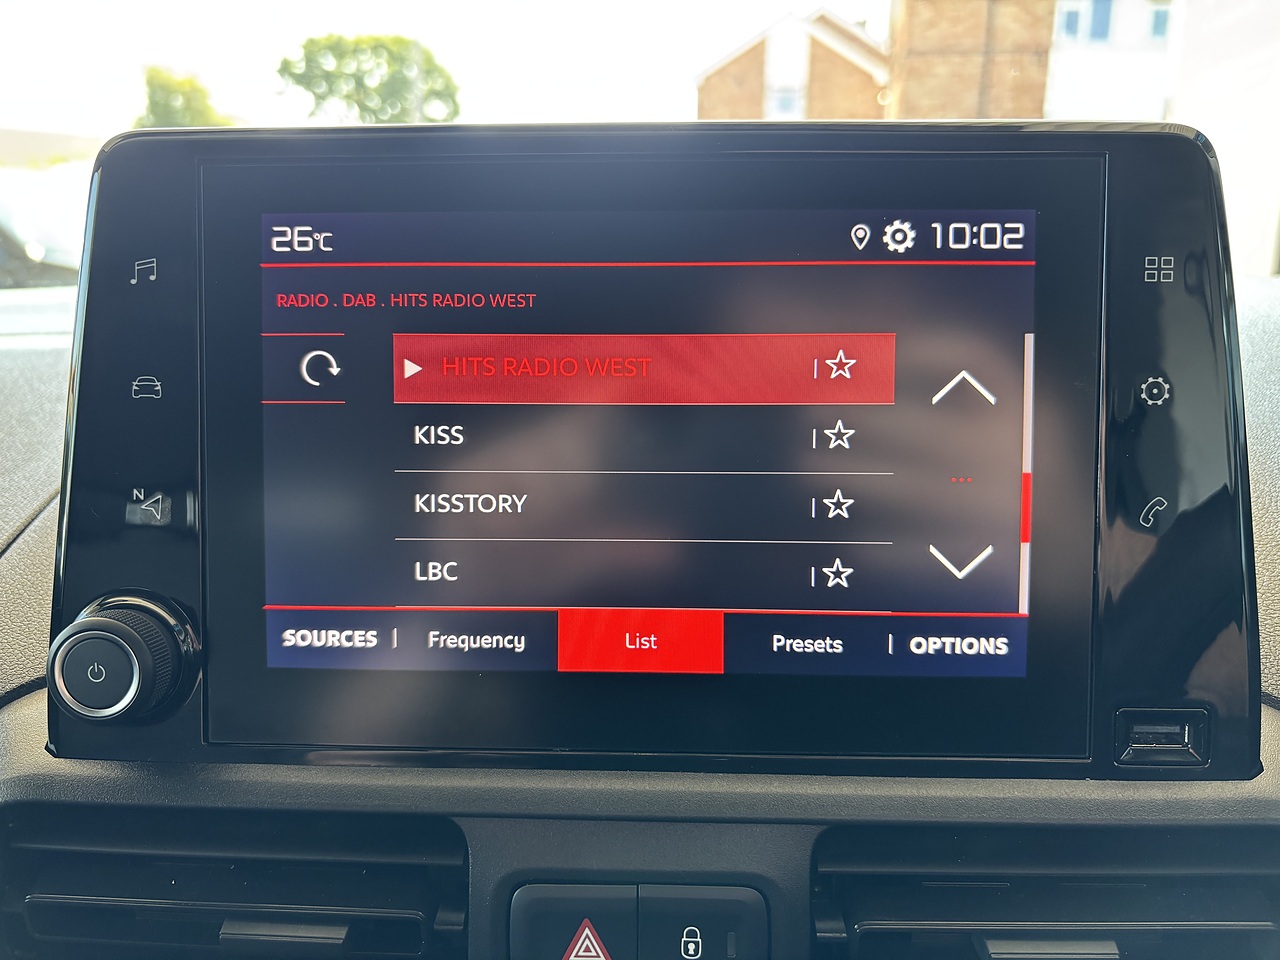 26°C 10:02
RADIO . DAB . HITS RADIO WEST
HITS RADIO WEST
KISS
KISSTORY
LBC
N
SOURCES Frequency List Presets OPTIONS